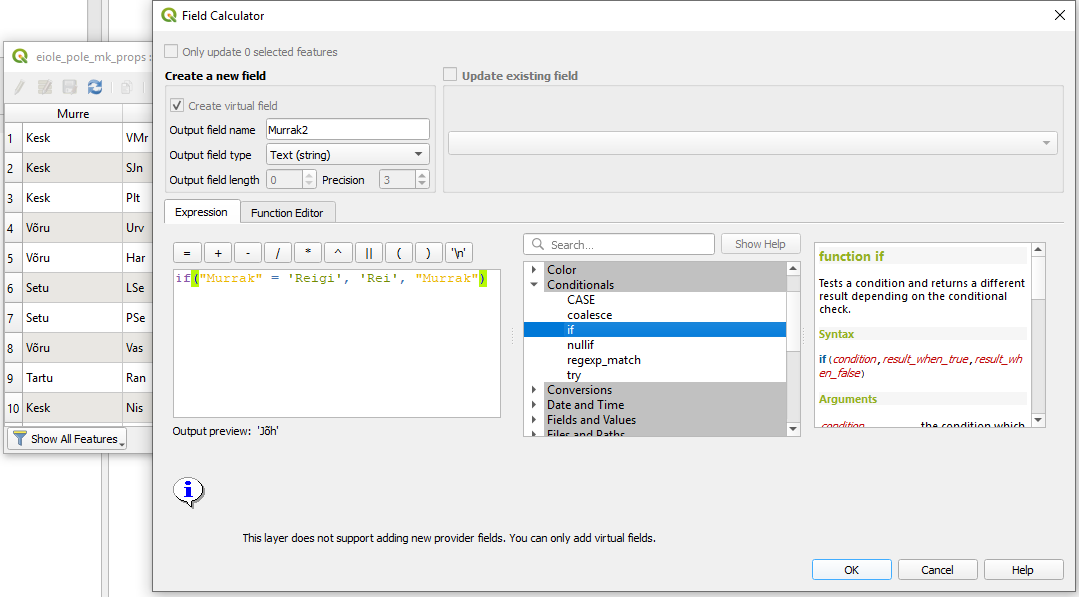 Field Calculator
eiole_pole_mk_props :
Murre
1 Kesk VMr
2 Kesk SJn
3 Kesk Plt
4 Võru Urv
5 Võru Har
6 Setu LSe
7 Setu PSe
8 Võru Vas
9 Tartu Ran
10 Kesk Nis
Show All Features
Only update 0 selected features
Create a new field
Create virtual field
Output field name Murrak2
Output field type Text (string)
Output field length 0 Precision 3
Update existing field
Expression Function Editor
= + - / * ^ || ( ) '\n'
if("Murrak" = 'Reigi', 'Rei', "Murrak")
Output preview: 'Jõh'
Search... Show Help
Color
Conditionals
CASE
coalesce
if
nullif
regexp_match
try
Conversions
Date and Time
Fields and Values
Files and Paths
function if
Tests a condition and returns a different
result depending on the conditional
check.
Syntax
if(condition,result_when_true,result_wh
en_false)
Arguments
condition the condition which
This layer does not support adding new provider fields. You can only add virtual fields.
OK Cancel Help